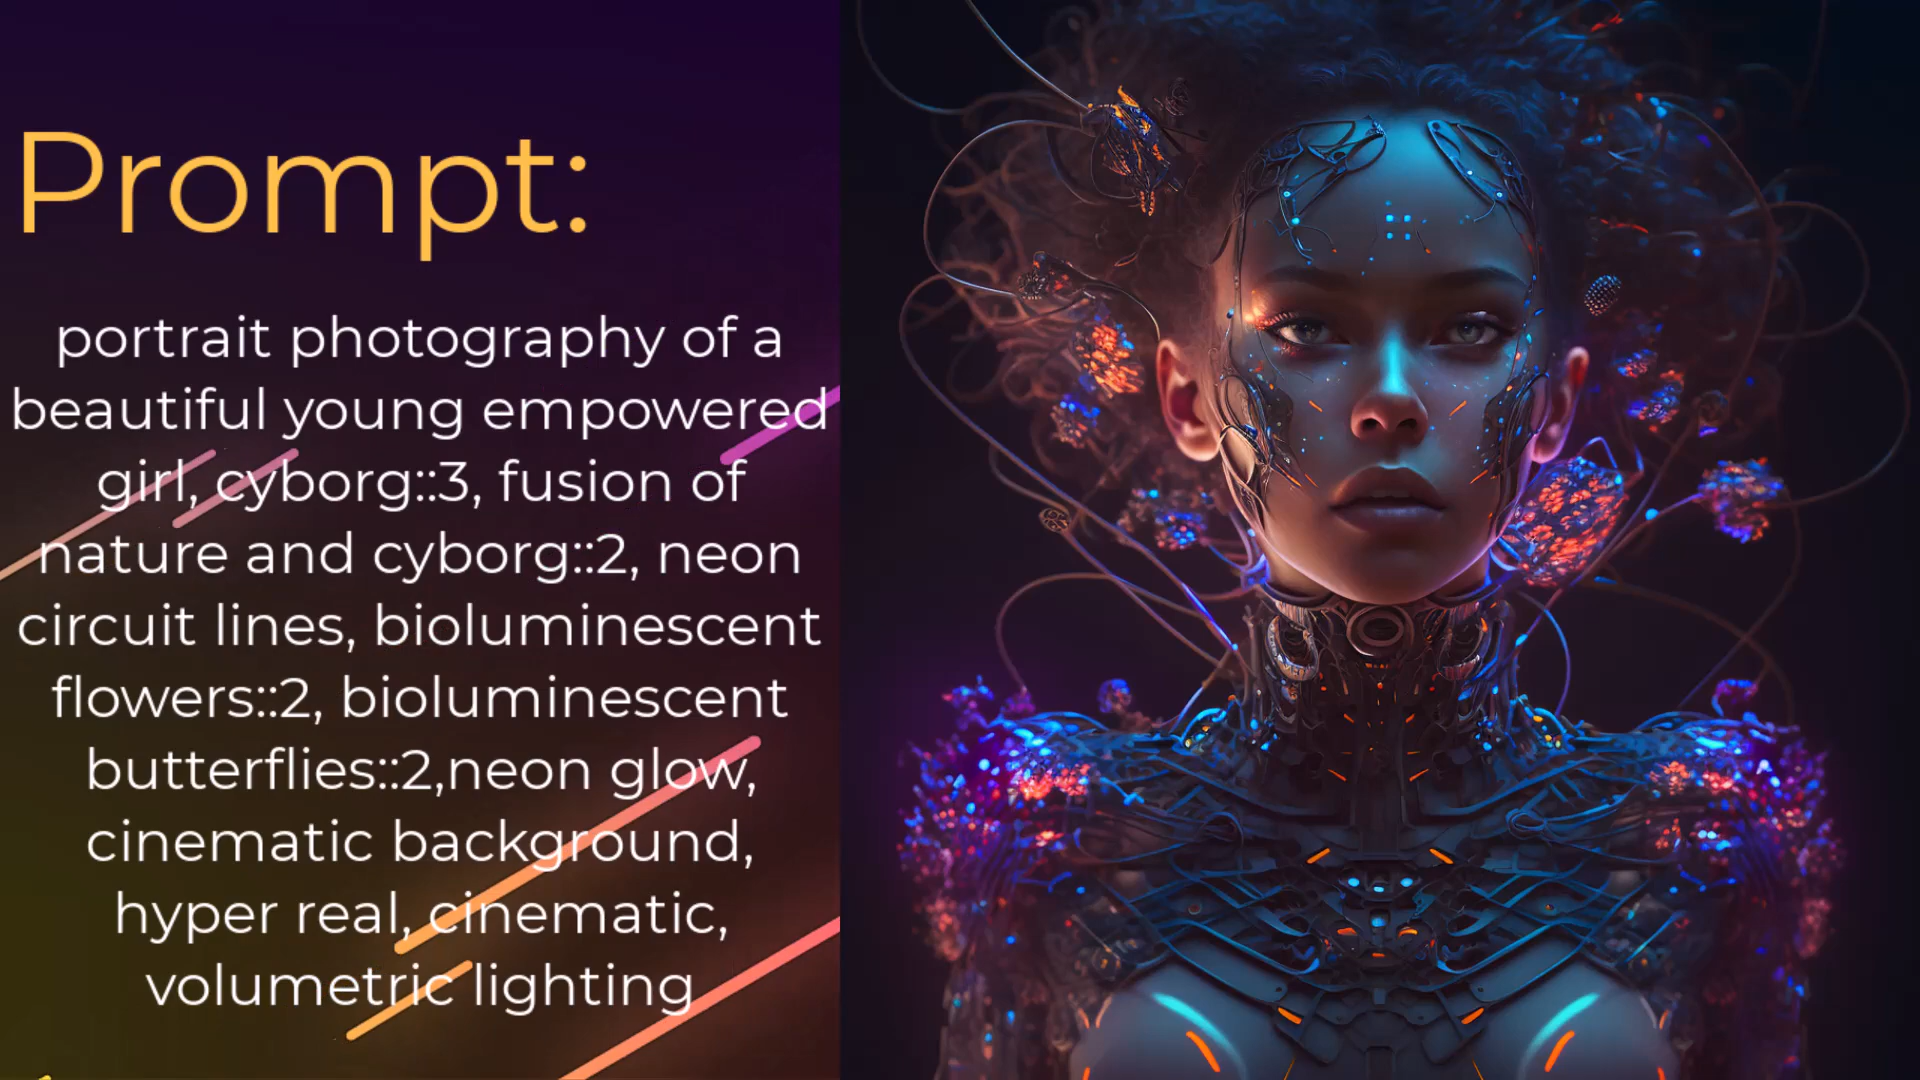 Prompt:
portrait photography of a
beautiful young empowered
girl, cyborg::3, fusion of
nature and cyborg::2, neon
circuit lines, bioluminescent
flowers::2, bioluminescent
butterflies::2,neon glow,
cinematic background,
hyper real, cinematic,
volumetric lighting